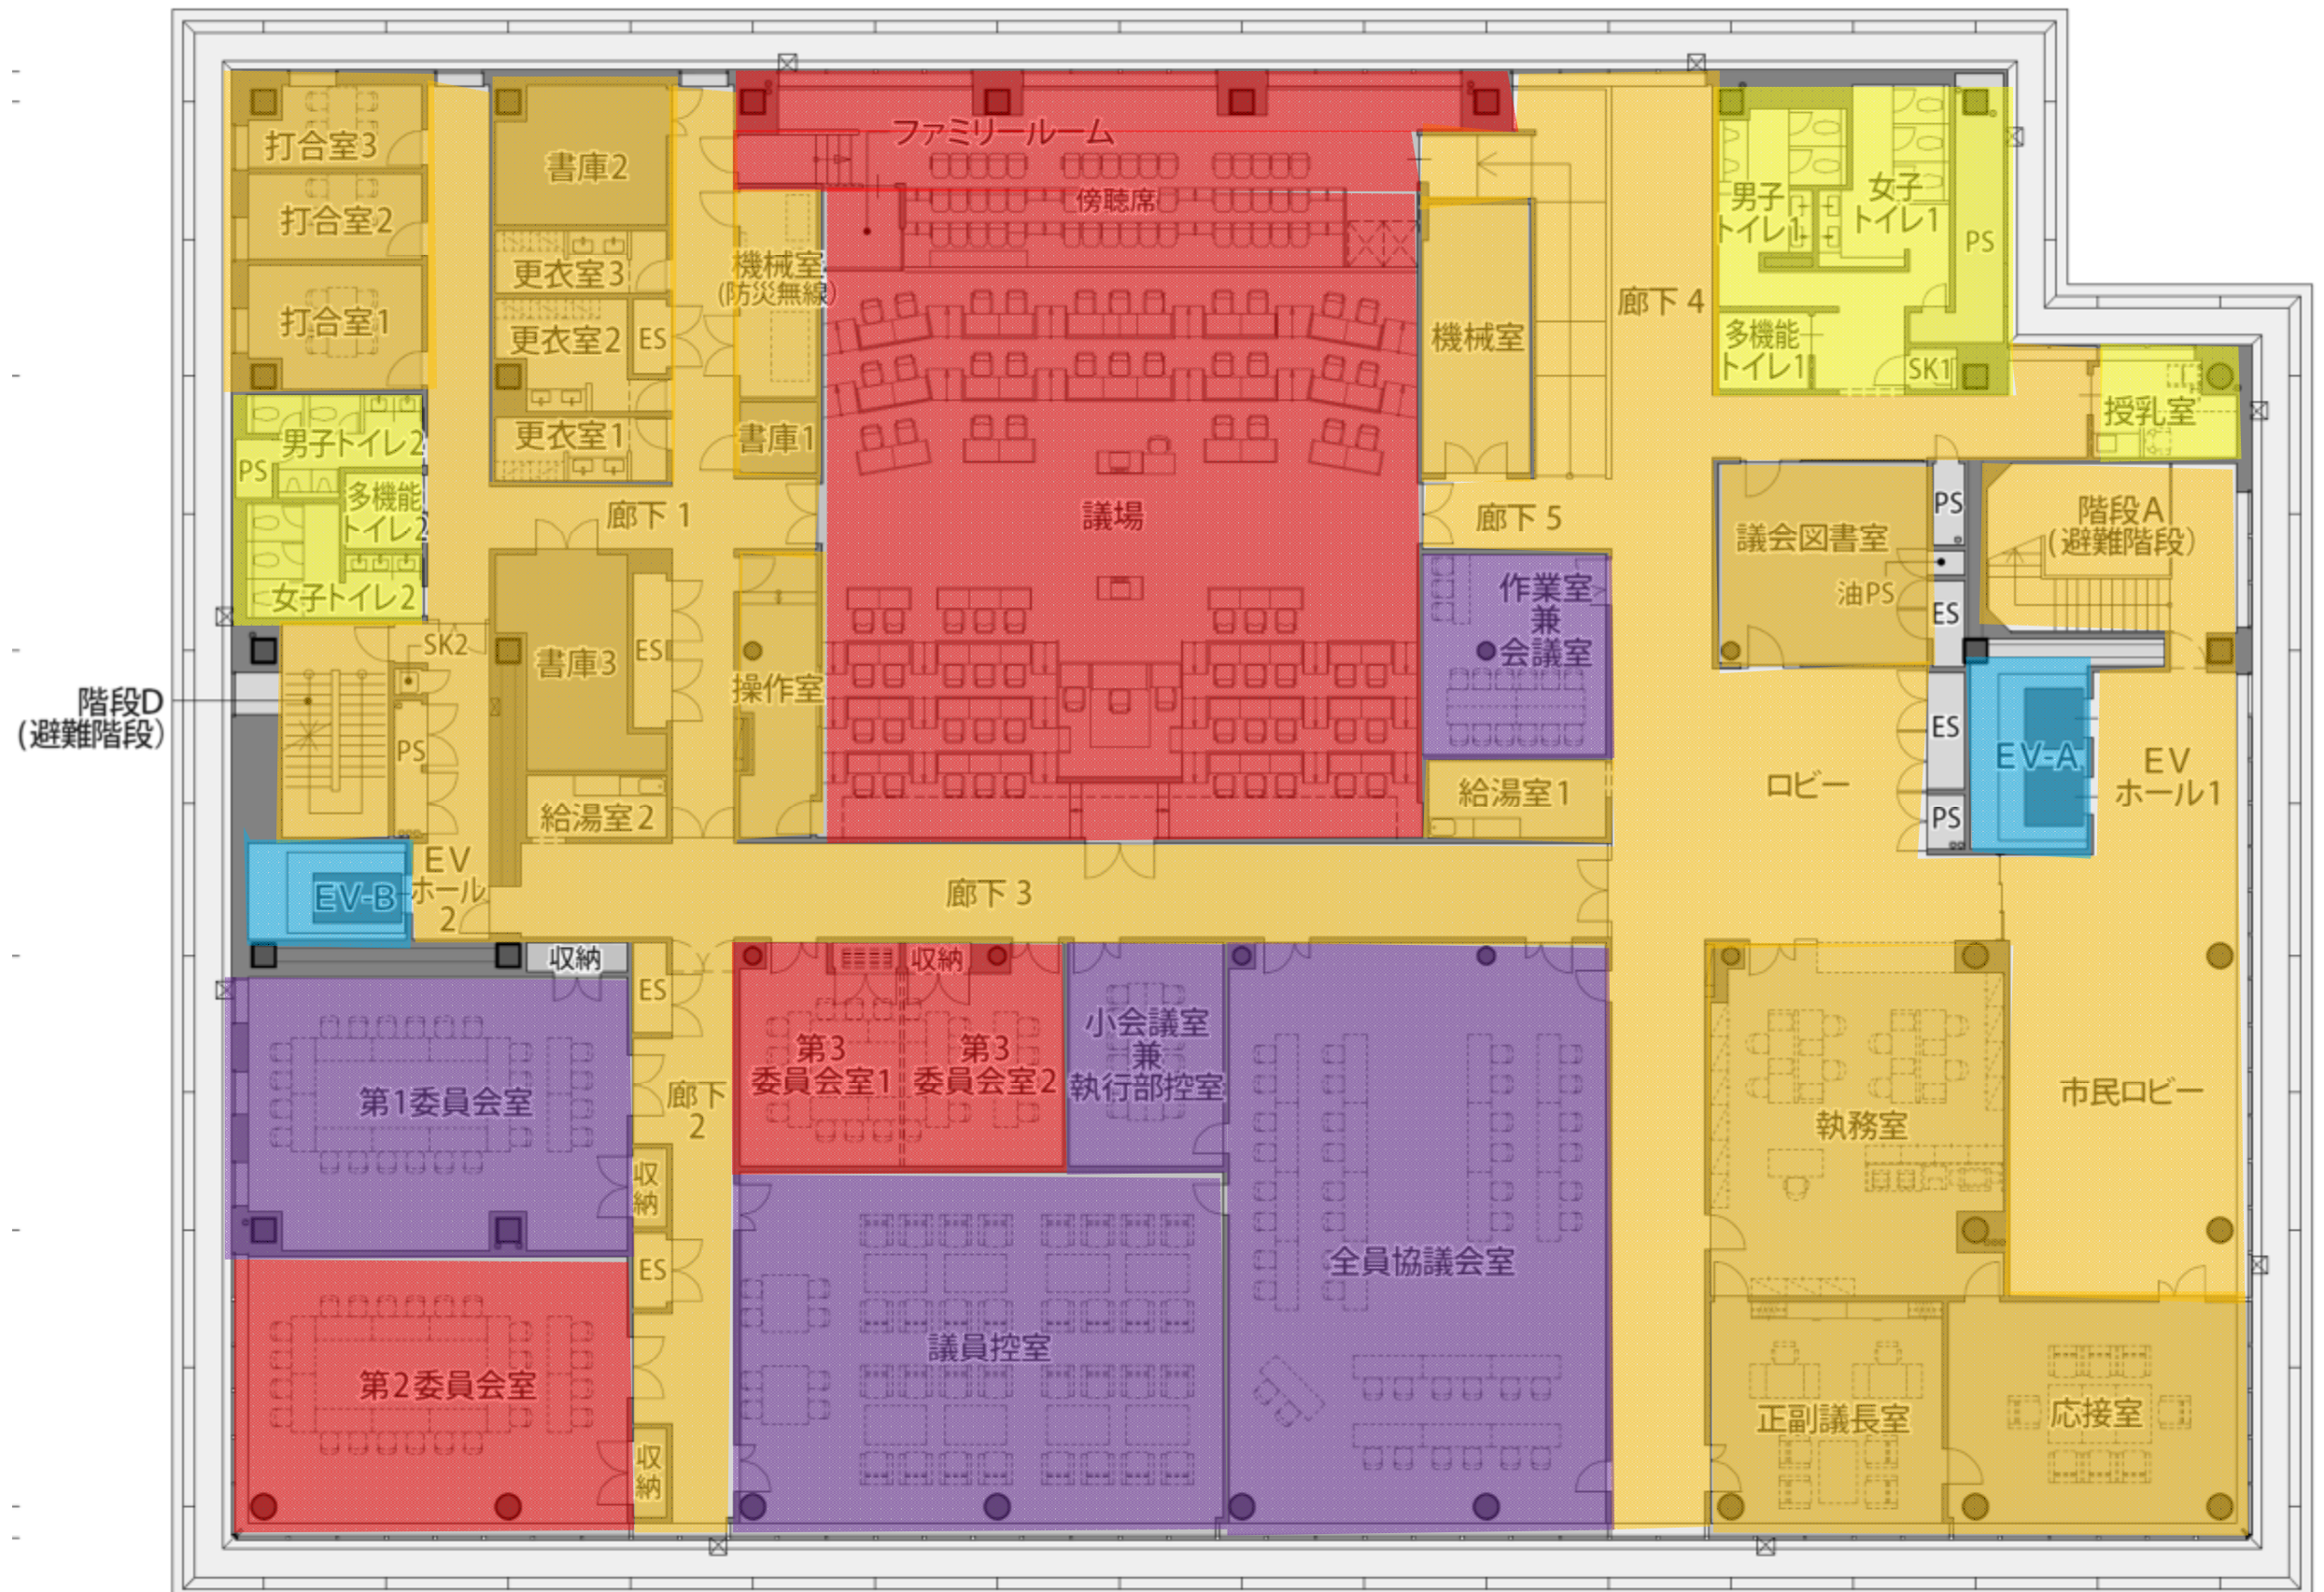 ファミリールーム
打合室3
書庫2
男子
トイレ1
女子
トイレ1
打合室2
傍聴席
PS
更衣室3
機械室
(防災無線)
廊下 4
打合室1
更衣室2
ES
機械室
多機能
トイレ1
SK1
授乳室
男子トイレ2
更衣室1
書庫1
PS
多機能
トイレ2
廊下 1
議場
廊下 5
議会図書室
PS
階段A
(避難階段)
女子トイレ2
作業室
兼
会議室
油PS
ES
SK2
書庫3
ES
操作室
階段D
(避難階段)
PS
ES
EV-A
EV
ホール1
給湯室2
給湯室1
ロビー
PS
EV
ホール
2
EV-B
廊下 3
収納
収納
ES
小会議室
兼
執行部控室
第3
委員会室1
第3
委員会室2
第1委員会室
廊下
2
市民ロビー
執務室
収
納
ES
全員協議会室
議員控室
第2委員会室
正副議長室
応接室
収
納